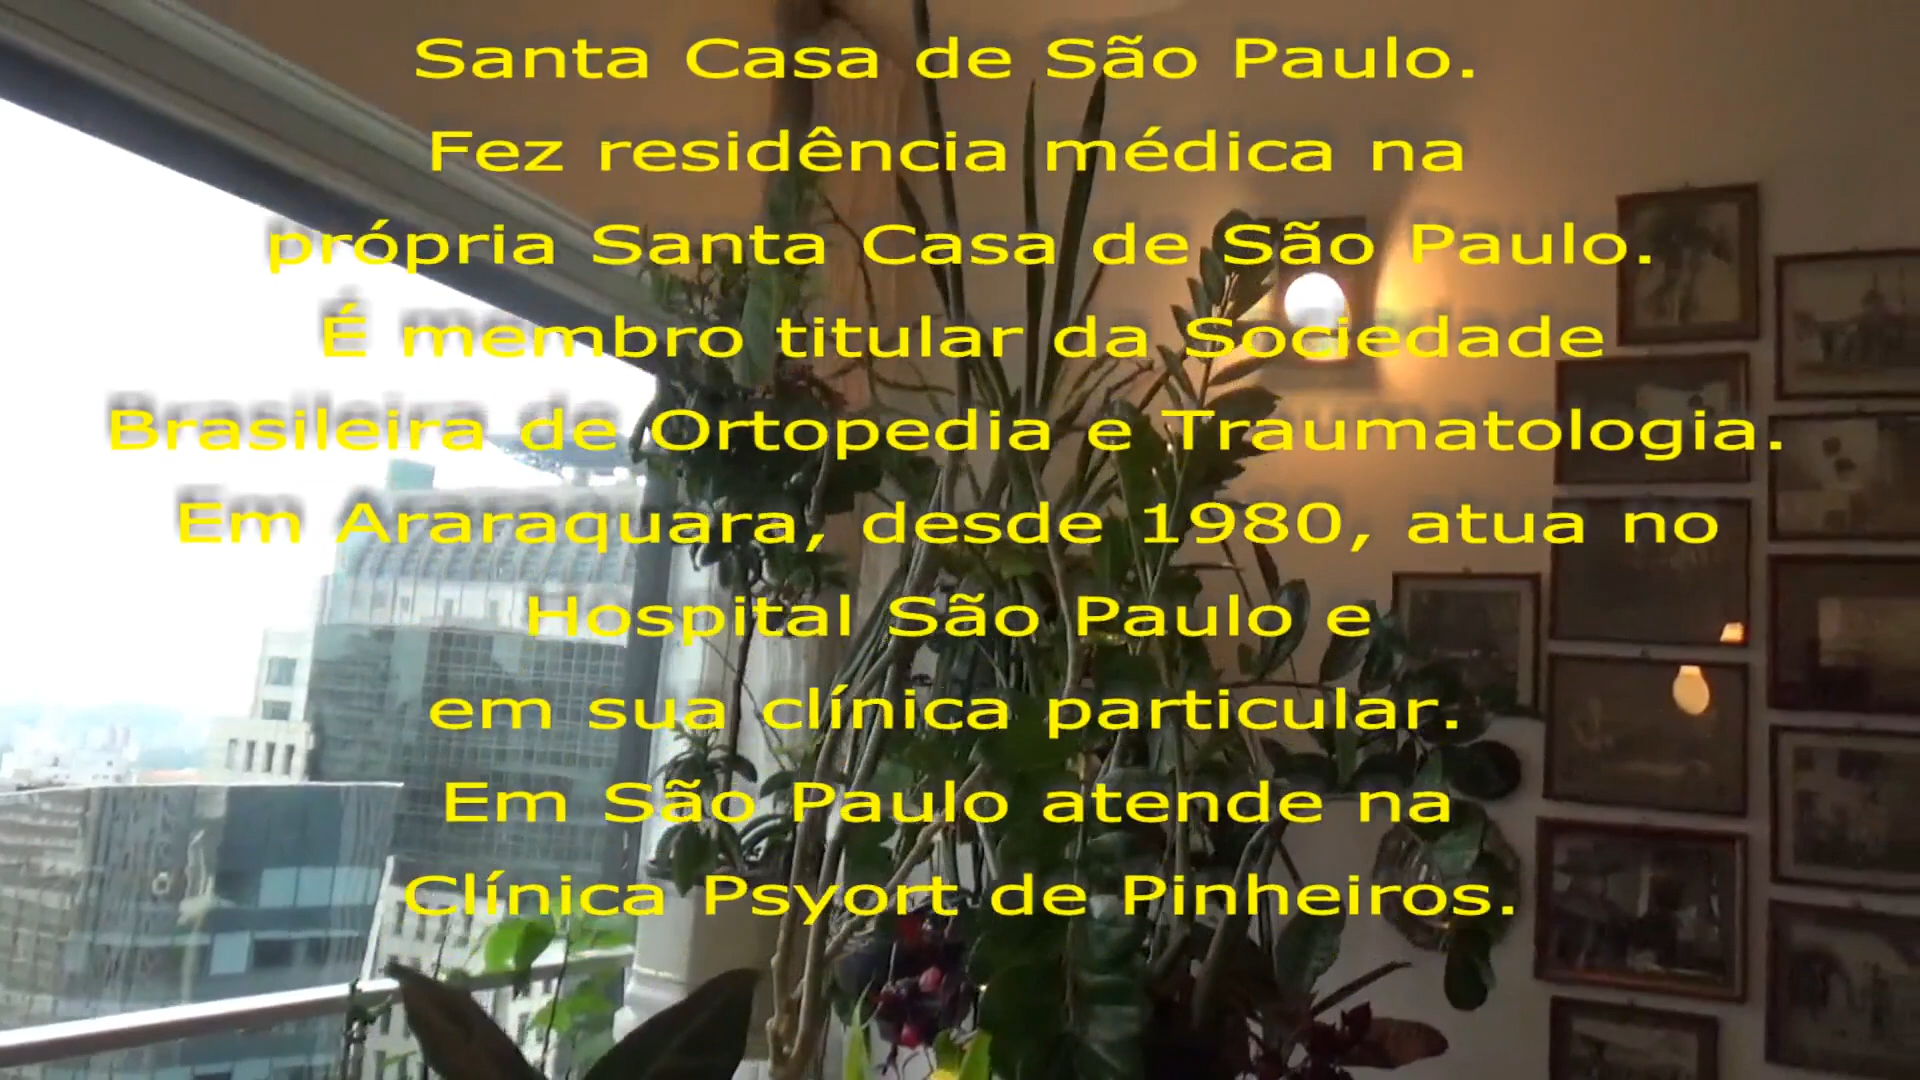 Santa Casa de São Paulo.
Fez residência médica na
própria Santa Casa de São Paulo.
É membro titular da Sociedade
Brasileira de Ortopedia e Traumatologia.
Em Araraquara, desde 1980, atua no
Hospital São Paulo e
em sua clínica particular.
Em São Paulo atende na
Clínica Psyort de Pinheiros.